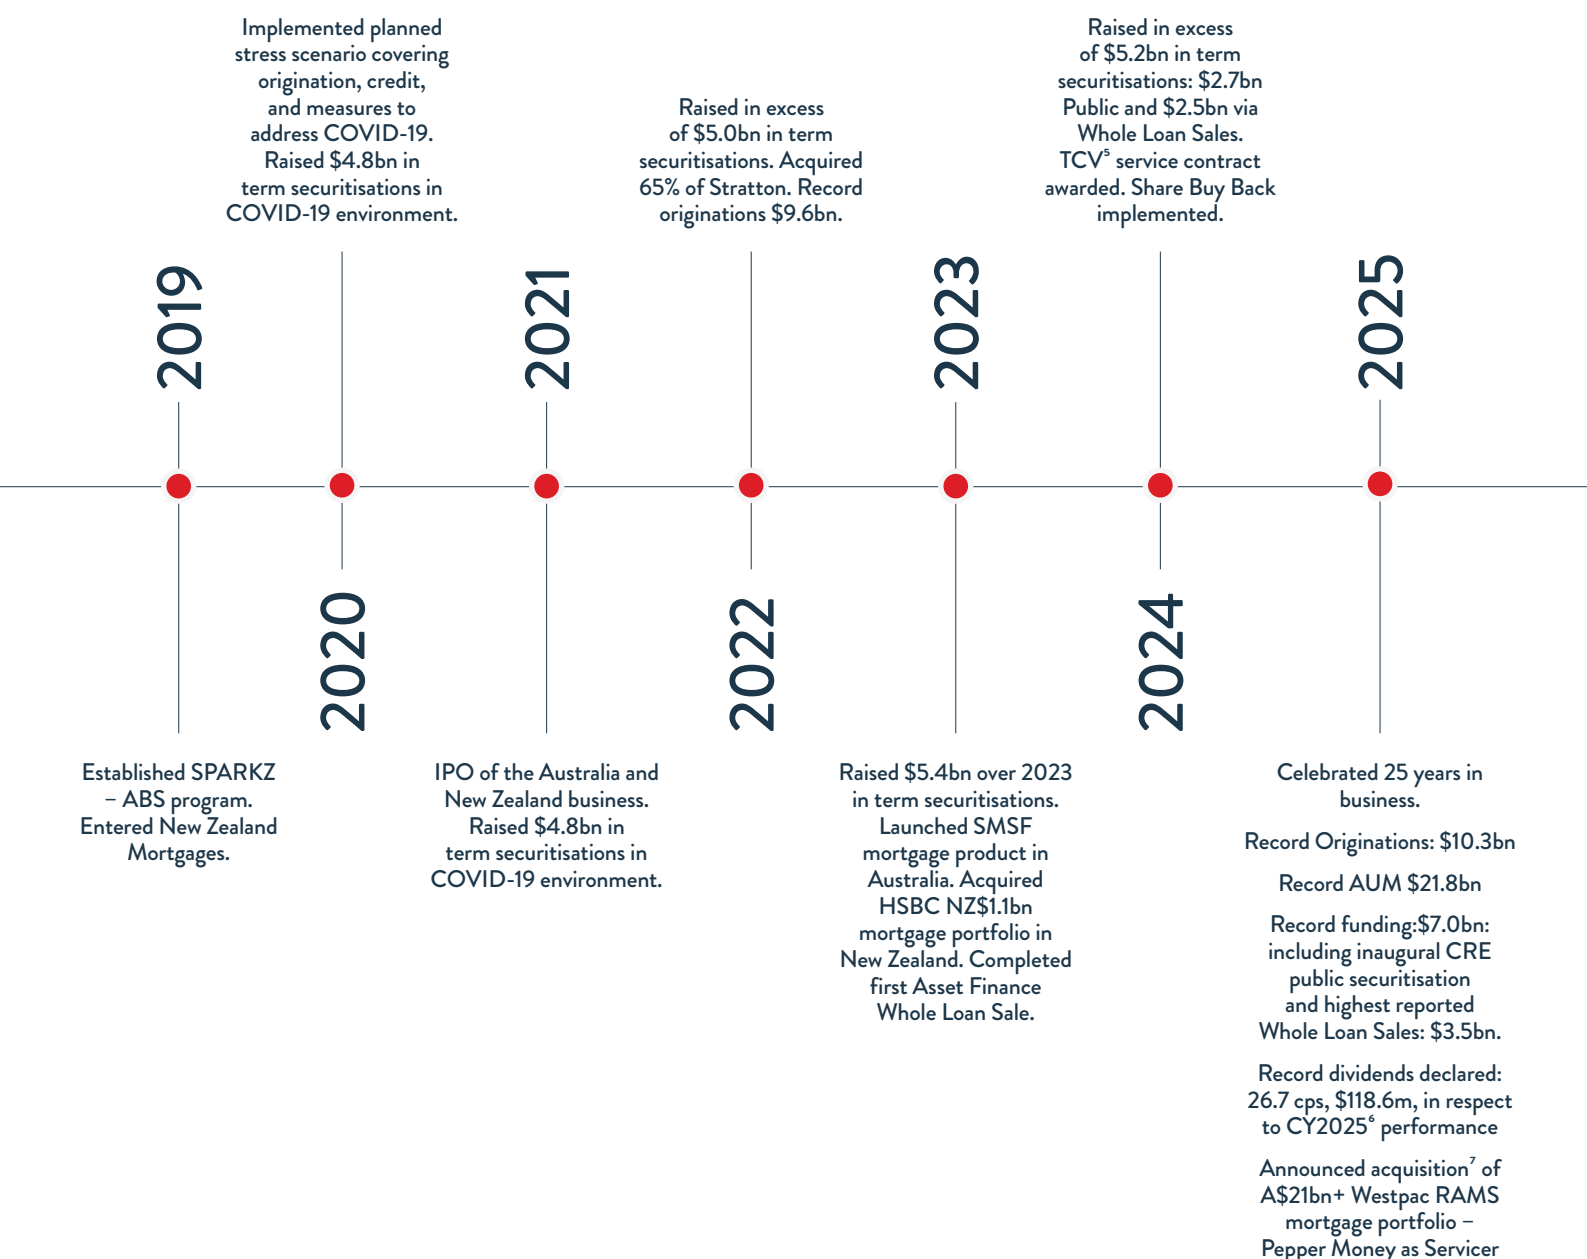 2019
Established SPARKZ
– ABS program.
Entered New Zealand
Mortgages.
Implemented planned
stress scenario covering
origination, credit,
and measures to
address COVID-19.
Raised $4.8bn in
term securitisations in
COVID-19 environment.
2020
2021
IPO of the Australia and
New Zealand business.
Raised $4.8bn in
term securitisations in
COVID-19 environment.
Raised in excess
of $5.0bn in term
securitisations. Acquired
65% of Stratton. Record
originations $9.6bn.
2022
2023
Raised $5.4bn over 2023
in term securitisations.
Launched SMSF
mortgage product in
Australia. Acquired
HSBC NZ$1.1bn
mortgage portfolio in
New Zealand. Completed
first Asset Finance
Whole Loan Sale.
Raised in excess
of $5.2bn in term
securitisations: $2.7bn
Public and $2.5bn via
Whole Loan Sales.
TCV⁵ service contract
awarded. Share Buy Back
implemented.
2024
2025
Celebrated 25 years in
business.
Record Originations: $10.3bn
Record AUM $21.8bn
Record funding:$7.0bn:
including inaugural CRE
public securitisation
and highest reported
Whole Loan Sales: $3.5bn.
Record dividends declared:
26.7 cps, $118.6m, in respect
to CY2025⁶ performance
Announced acquisition⁷ of
A$21bn+ Westpac RAMS
mortgage portfolio –
Pepper Money as Servicer